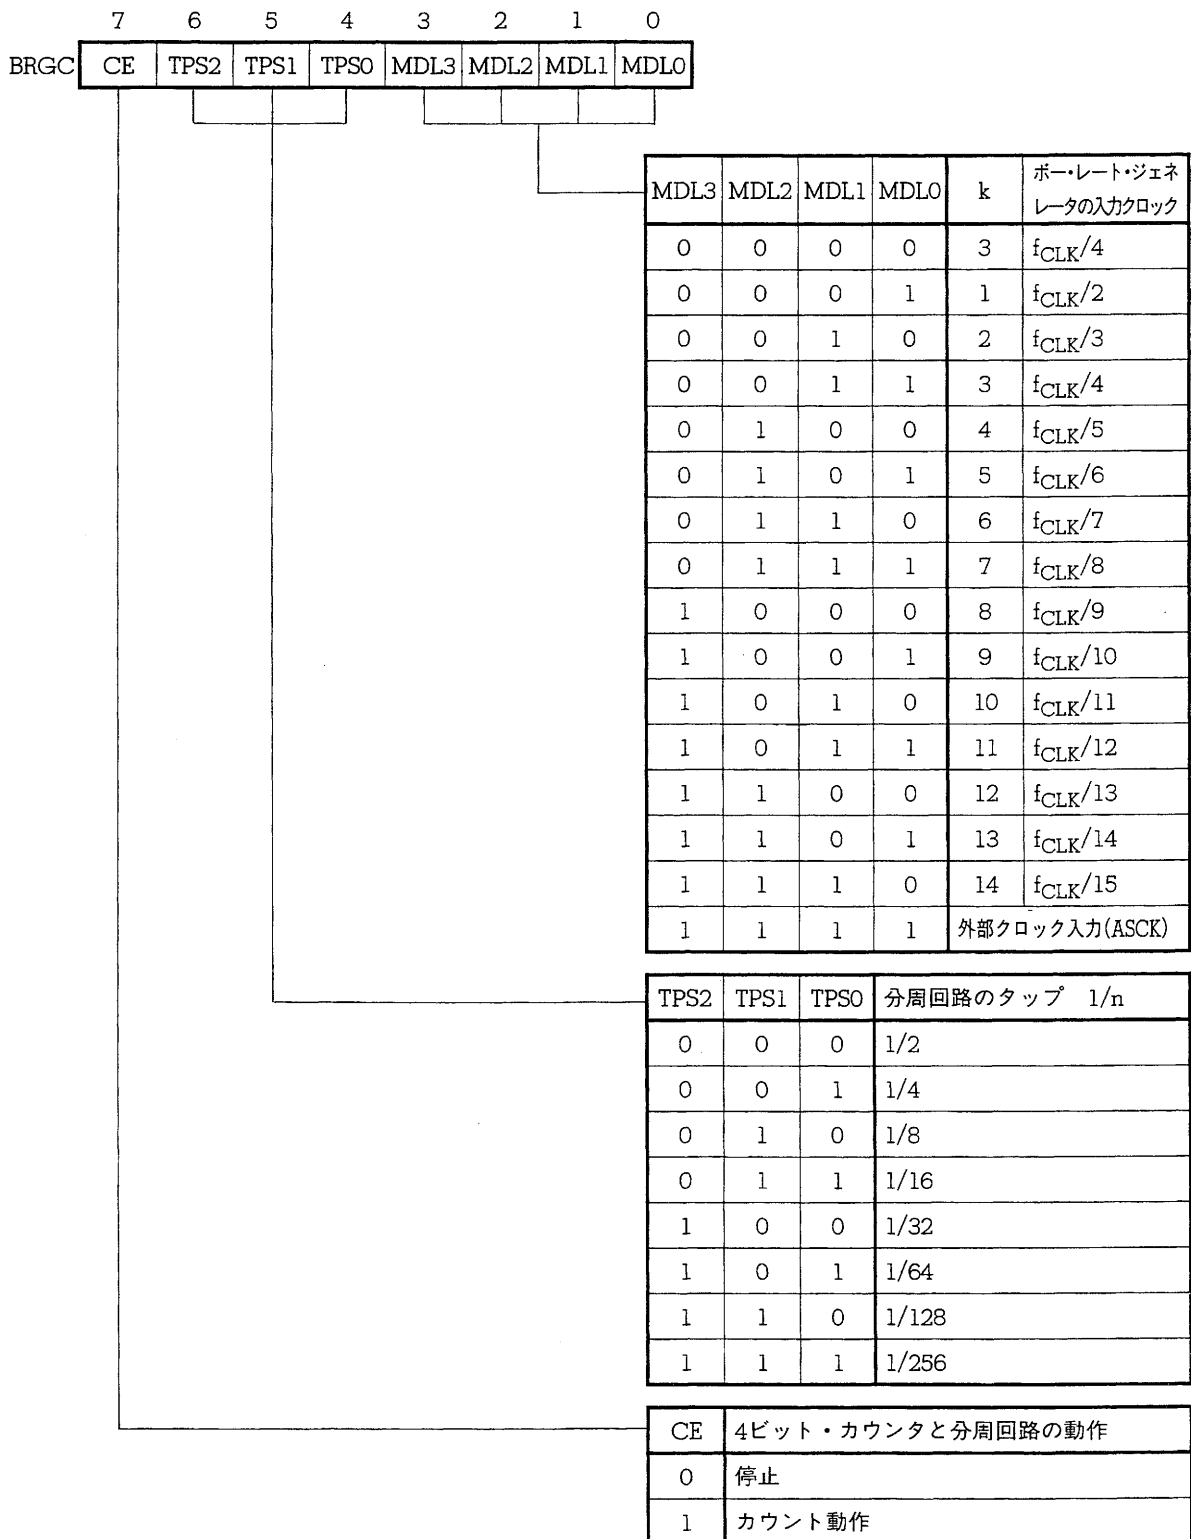 7 6 5 4 3 2 1 0
BRGC CE TPS2 TPS1 TPS0 MDL3 MDL2 MDL1 MDL0
MDL3 MDL2 MDL1 MDL0 k ボー・レート・ジェネ
レータの入力クロック
0 0 0 0 3 fCLK/4
0 0 0 1 1 fCLK/2
0 0 1 0 2 fCLK/3
0 0 1 1 3 fCLK/4
0 1 0 0 4 fCLK/5
0 1 0 1 5 fCLK/6
0 1 1 0 6 fCLK/7
0 1 1 1 7 fCLK/8
1 0 0 0 8 fCLK/9
1 0 0 1 9 fCLK/10
1 0 1 0 10 fCLK/11
1 0 1 1 11 fCLK/12
1 1 0 0 12 fCLK/13
1 1 0 1 13 fCLK/14
1 1 1 0 14 fCLK/15
1 1 1 1 外部クロック入力(ASCK)
TPS2 TPS1 TPS0 分周回路のタップ 1/n
0 0 0 1/2
0 0 1 1/4
0 1 0 1/8
0 1 1 1/16
1 0 0 1/32
1 0 1 1/64
1 1 0 1/128
1 1 1 1/256
CE 4ビット・カウンタと分周回路の動作
0 停止
1 カウント動作